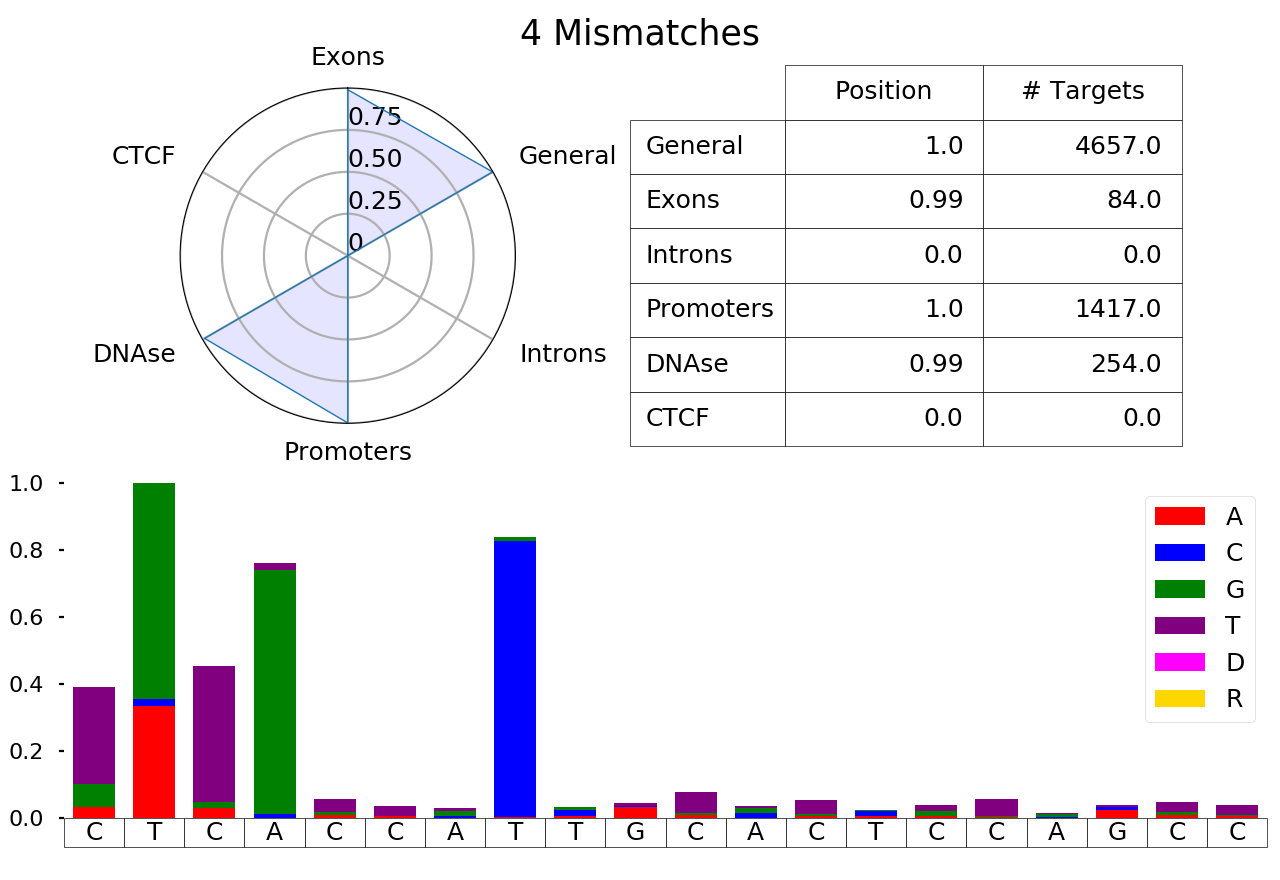 4 Mismatches
Exons
General
Introns
Promoters
DNAse
CTCF
0.75
0.50
0.25
0
Position # Targets
General 1.0 4657.0
Exons 0.99 84.0
Introns 0.0 0.0
Promoters 1.0 1417.0
DNAse 0.99 254.0
CTCF 0.0 0.0
1.0
0.8
0.6
0.4
0.2
0.0
A
C
G
T
D
R
C T C A C C A T T G C A C T C C A G C C